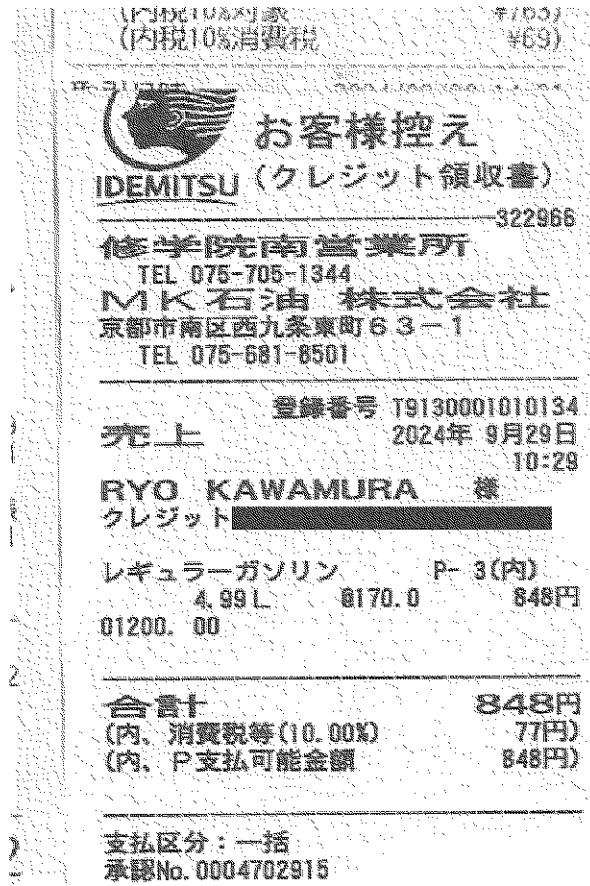 (内税10%対象 ¥763)
(内税10%消費税 ¥69)
お客様控え
IDEMITSU (クレジット領収書)
322966
修学院南営業所
TEL 075-705-1344
MK石油 株式会社
京都市南区西九条東町63-1
TEL 075-681-8501
登録番号 T9130001010134
売上 2024年 9月29日
10:29
RYO KAWAMURA 様
クレジット
レギュラーガソリン P- 3(内)
4.99L @170.0 848円
01200. 00
合計 848円
(内、消費税等(10.00%) 77円)
(内、P支払可能金額 848円)
支払区分:一括
承認No.0004702915